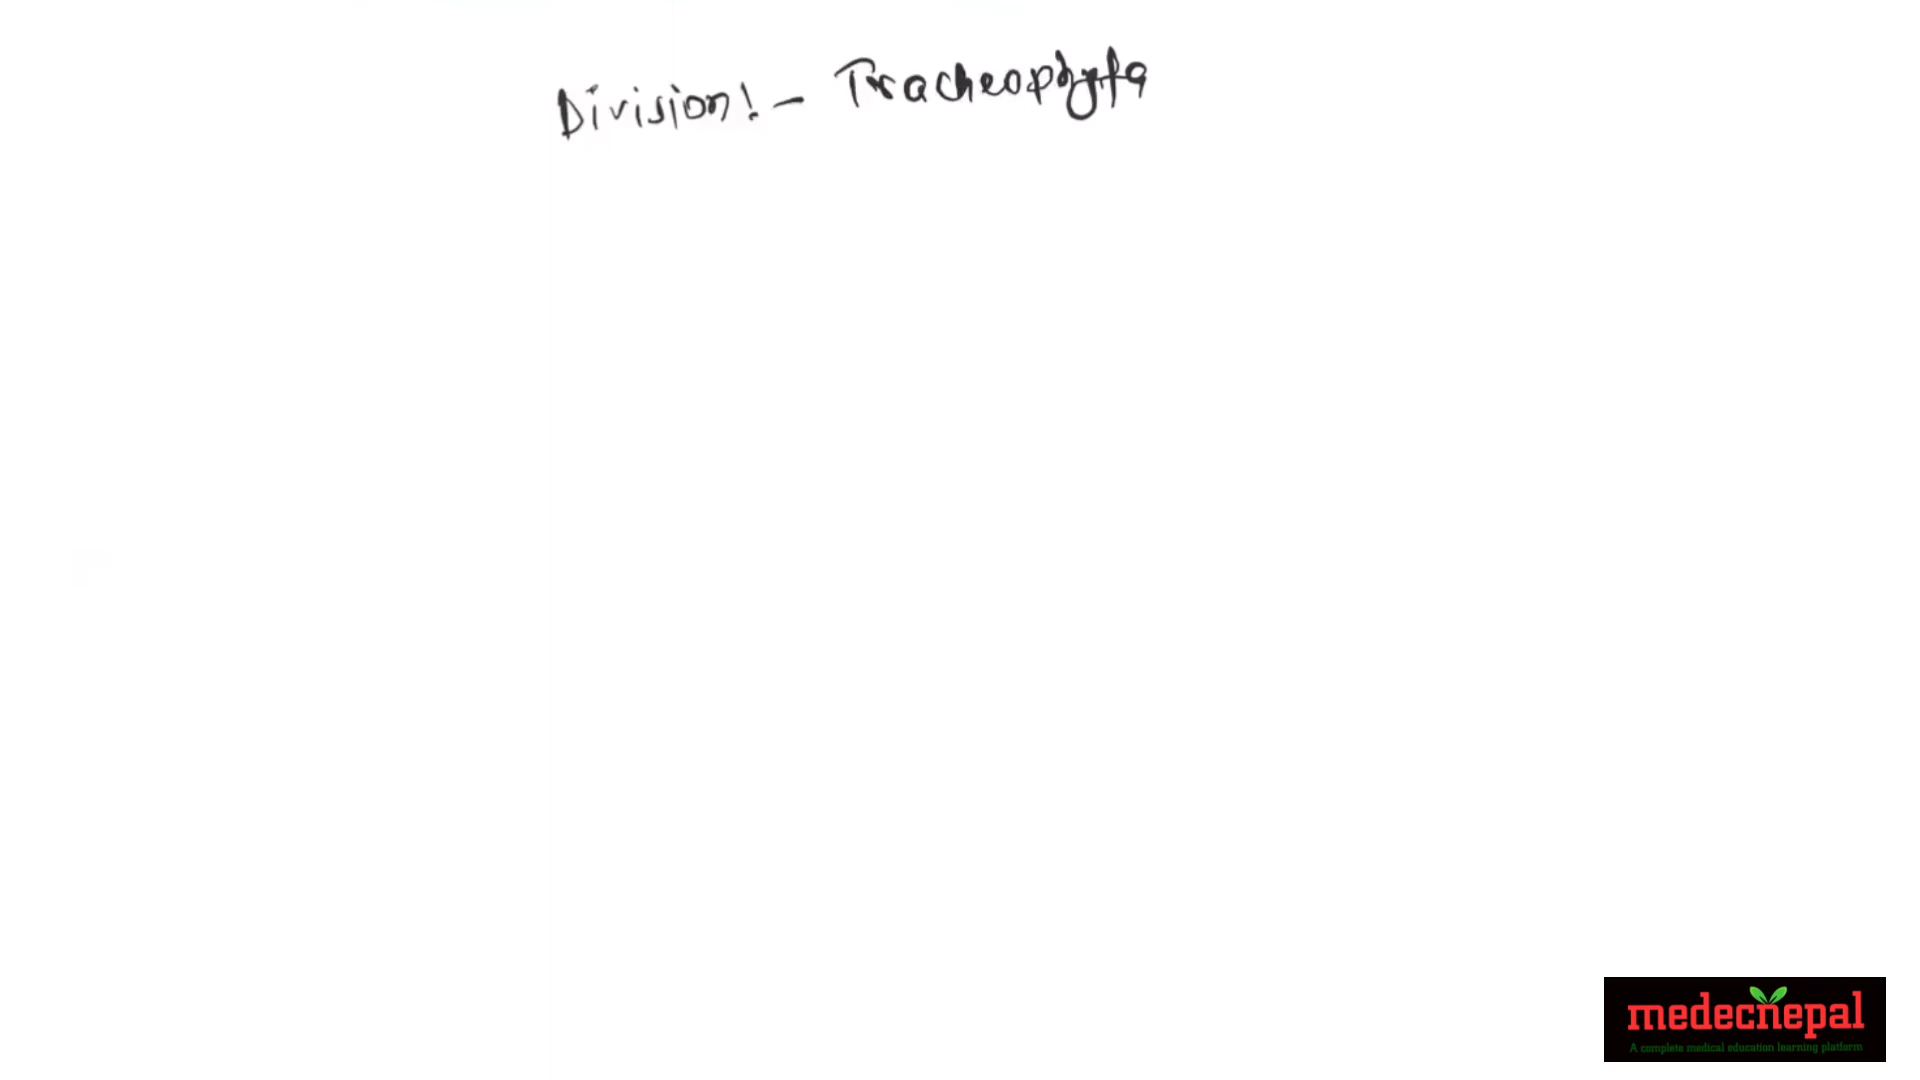 Division:- Tracheophyta
medecnepal
A complete medical education learning platform